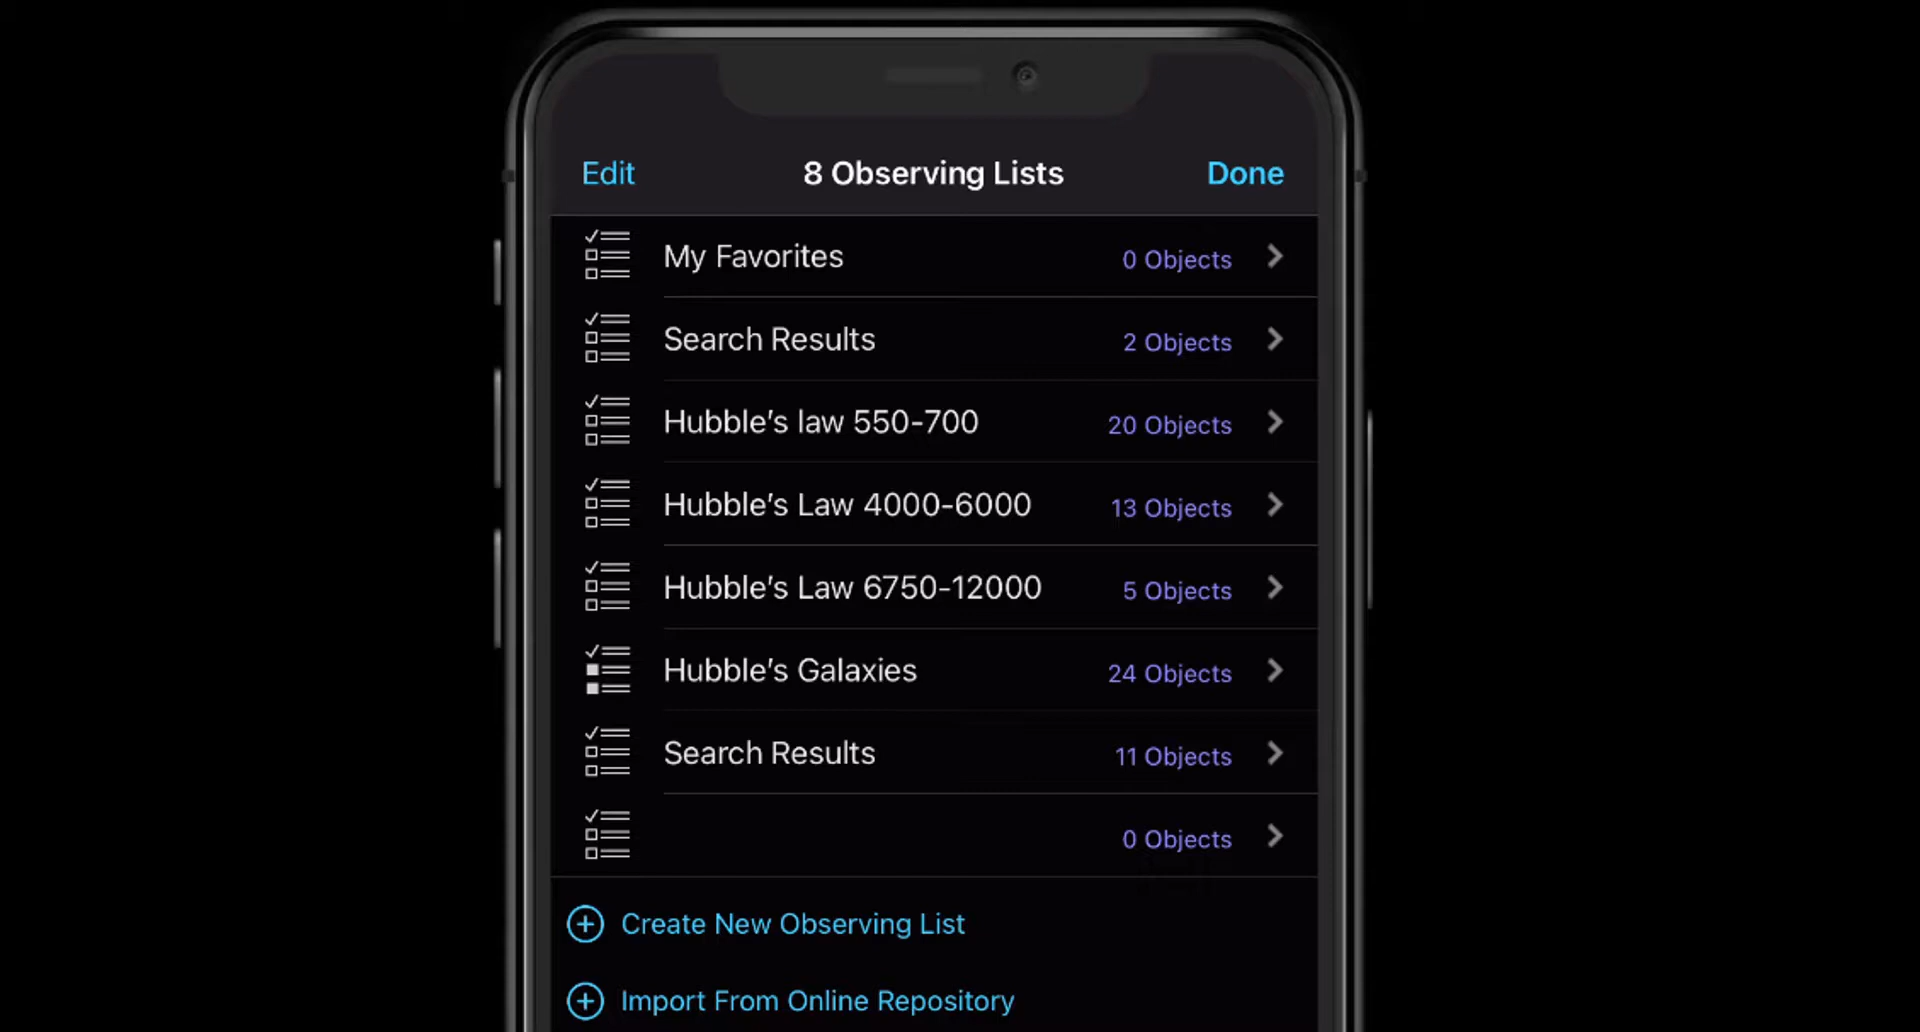 Edit 8 Observing Lists Done
My Favorites 0 Objects
Search Results 2 Objects
Hubble's law 550-700 20 Objects
Hubble's Law 4000-6000 13 Objects
Hubble's Law 6750-12000 5 Objects
Hubble's Galaxies 24 Objects
Search Results 11 Objects
0 Objects
Create New Observing List
Import From Online Repository